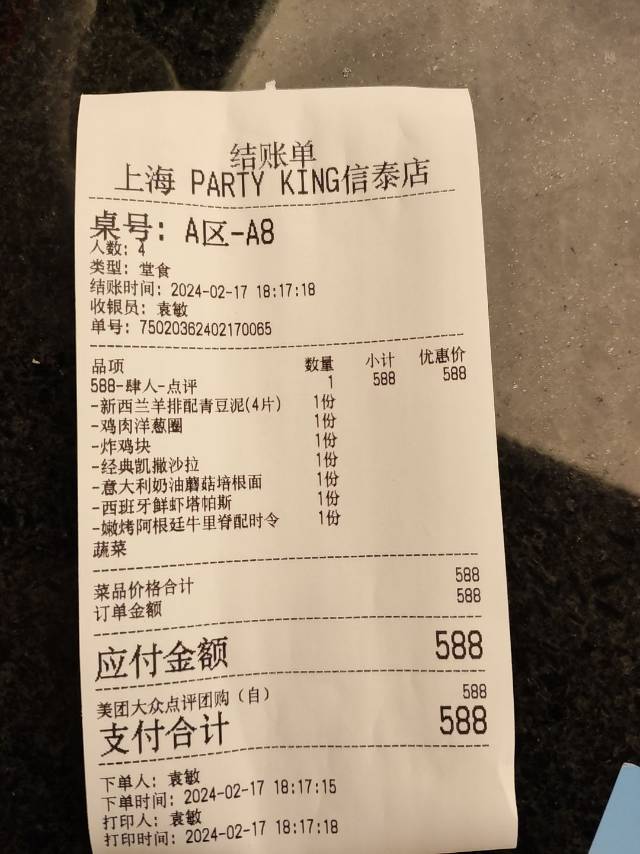 结账单
上海 PARTY KING信泰店
桌号: A区-A8
人数: 4
类型: 堂食
结账时间: 2024-02-17 18:17:18
收银员: 袁敏
单号: 75020362402170065
品项 数量 小计 优惠价
588-肆人-点评 1 588 588
-新西兰羊排配青豆泥(4片) 1份
-鸡肉洋葱圈 1份
-炸鸡块 1份
-经典凯撒沙拉 1份
-意大利奶油蘑菇培根面 1份
-西班牙鲜虾塔帕斯 1份
-嫩烤阿根廷牛里脊配时令 1份
蔬菜
菜品价格合计 588
订单金额 588
应付金额 588
美团大众点评团购（自） 588
支付合计 588
下单人: 袁敏
下单时间: 2024-02-17 18:17:15
打印人: 袁敏
打印时间: 2024-02-17 18:17:18